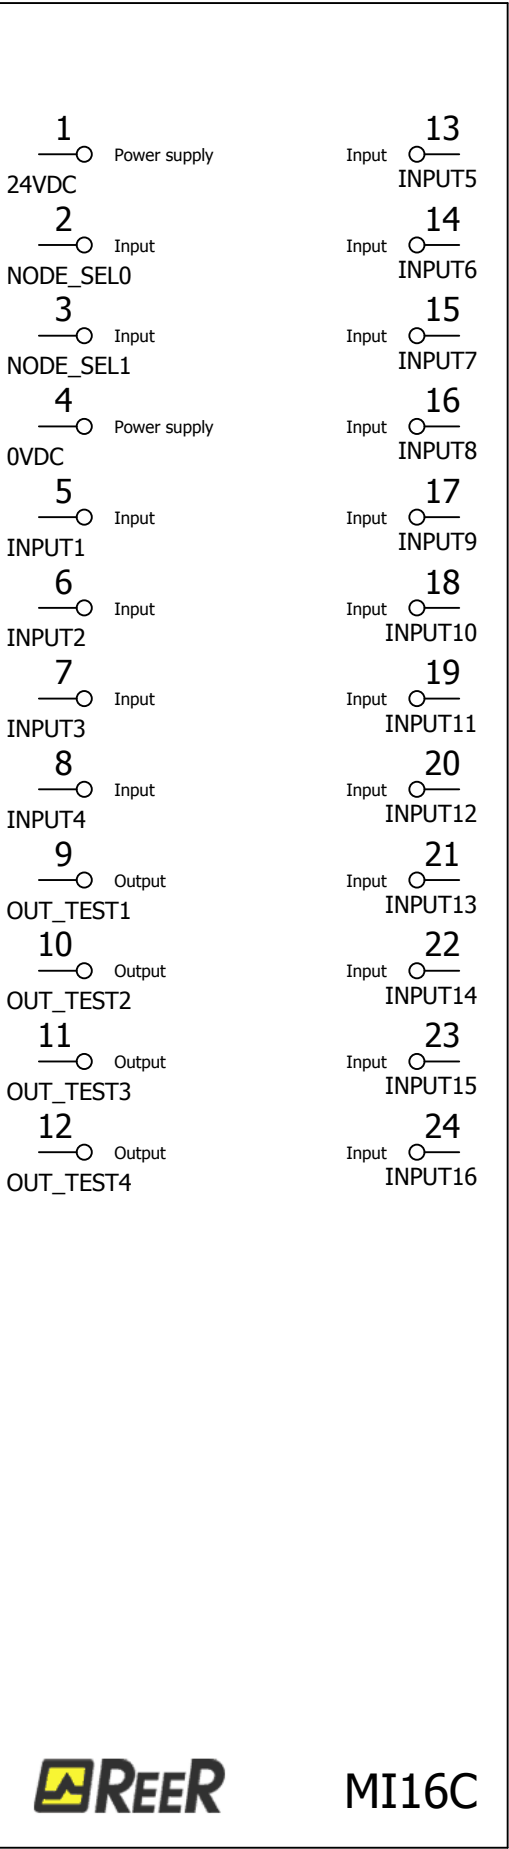 1
Power supply
24VDC
2
Input
NODE_SEL0
3
Input
NODE_SEL1
4
Power supply
0VDC
5
Input
INPUT1
6
Input
INPUT2
7
Input
INPUT3
8
Input
INPUT4
9
Output
OUT_TEST1
10
Output
OUT_TEST2
11
Output
OUT_TEST3
12
Output
OUT_TEST4
13
Input
INPUT5
14
Input
INPUT6
15
Input
INPUT7
16
Input
INPUT8
17
Input
INPUT9
18
Input
INPUT10
19
Input
INPUT11
20
Input
INPUT12
21
Input
INPUT13
22
Input
INPUT14
23
Input
INPUT15
24
Input
INPUT16
REER
MI16C